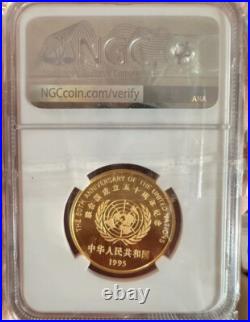 NGC
NGCcoin.com/verify
ANA
THE 50TH ANNIVERSARY OF THE UNITED NATIONS
联合国成立五十周年纪念
中华人民共和国
1995